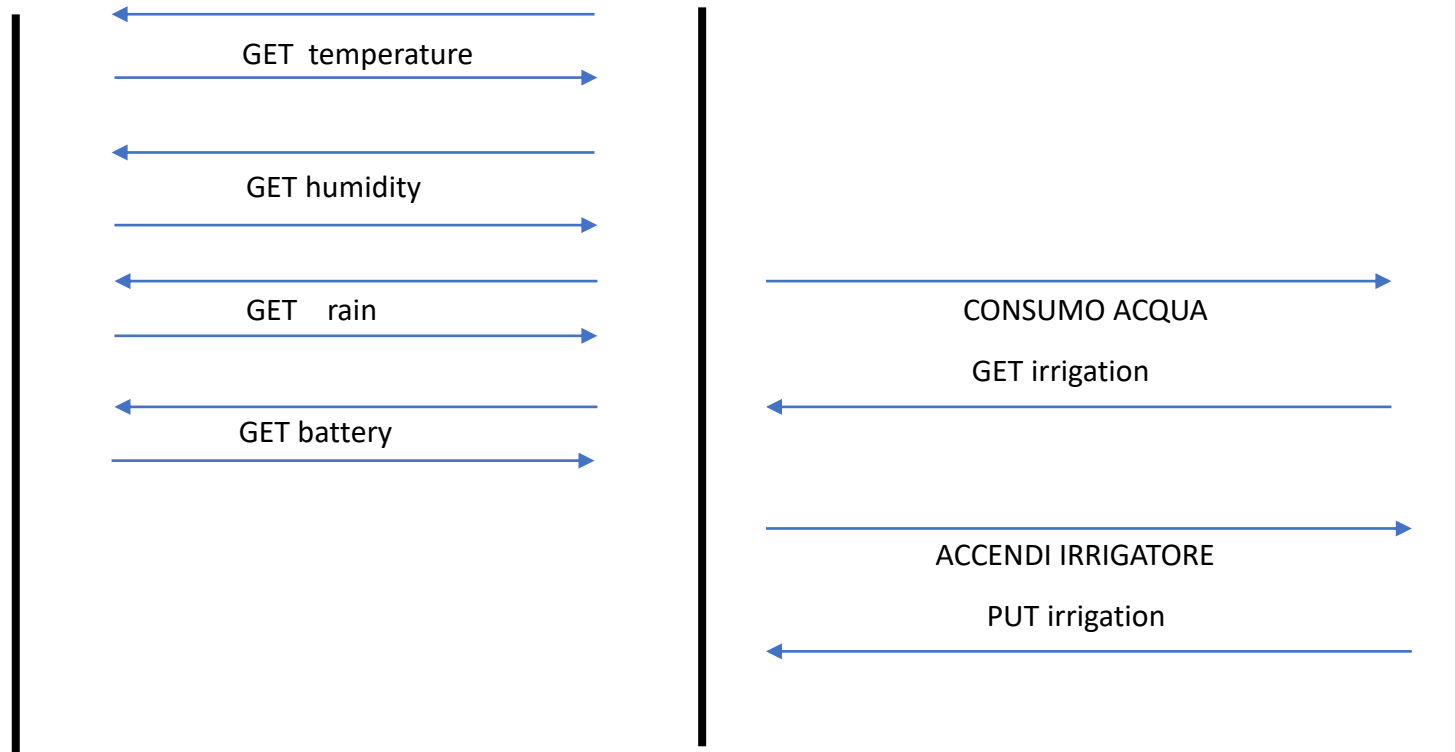 GET temperature
GET humidity
GET rain
GET battery
CONSUMO ACQUA
GET irrigation
ACCENDI IRRIGATORE
PUT irrigation